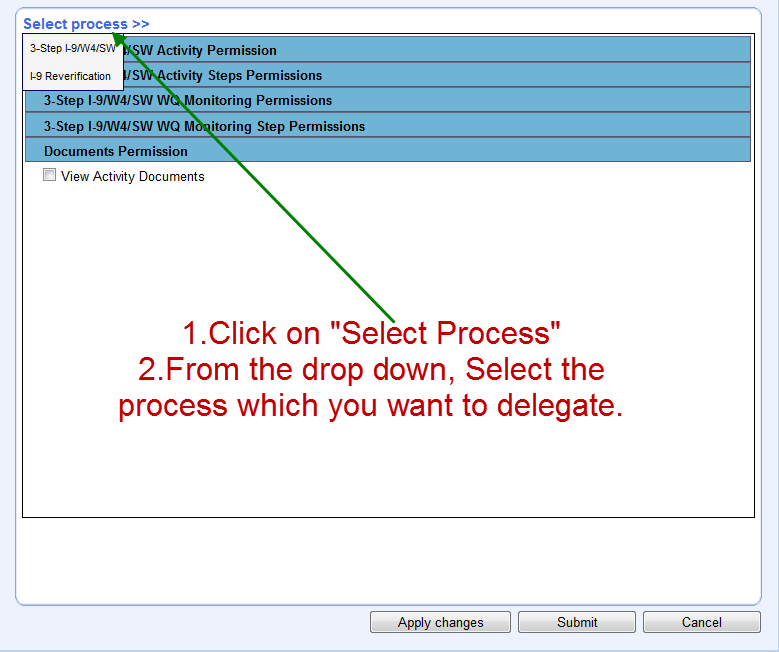 Select process >>
3-Step I-9/W4/SW
I-9 Reverification
/SW Activity Permission
/SW Activity Steps Permissions
3-Step I-9/W4/SW WQ Monitoring Permissions
3-Step I-9/W4/SW WQ Monitoring Step Permissions
Documents Permission
View Activity Documents
1.Click on "Select Process"
2.From the drop down, Select the
process which you want to delegate.
Apply changes
Submit
Cancel